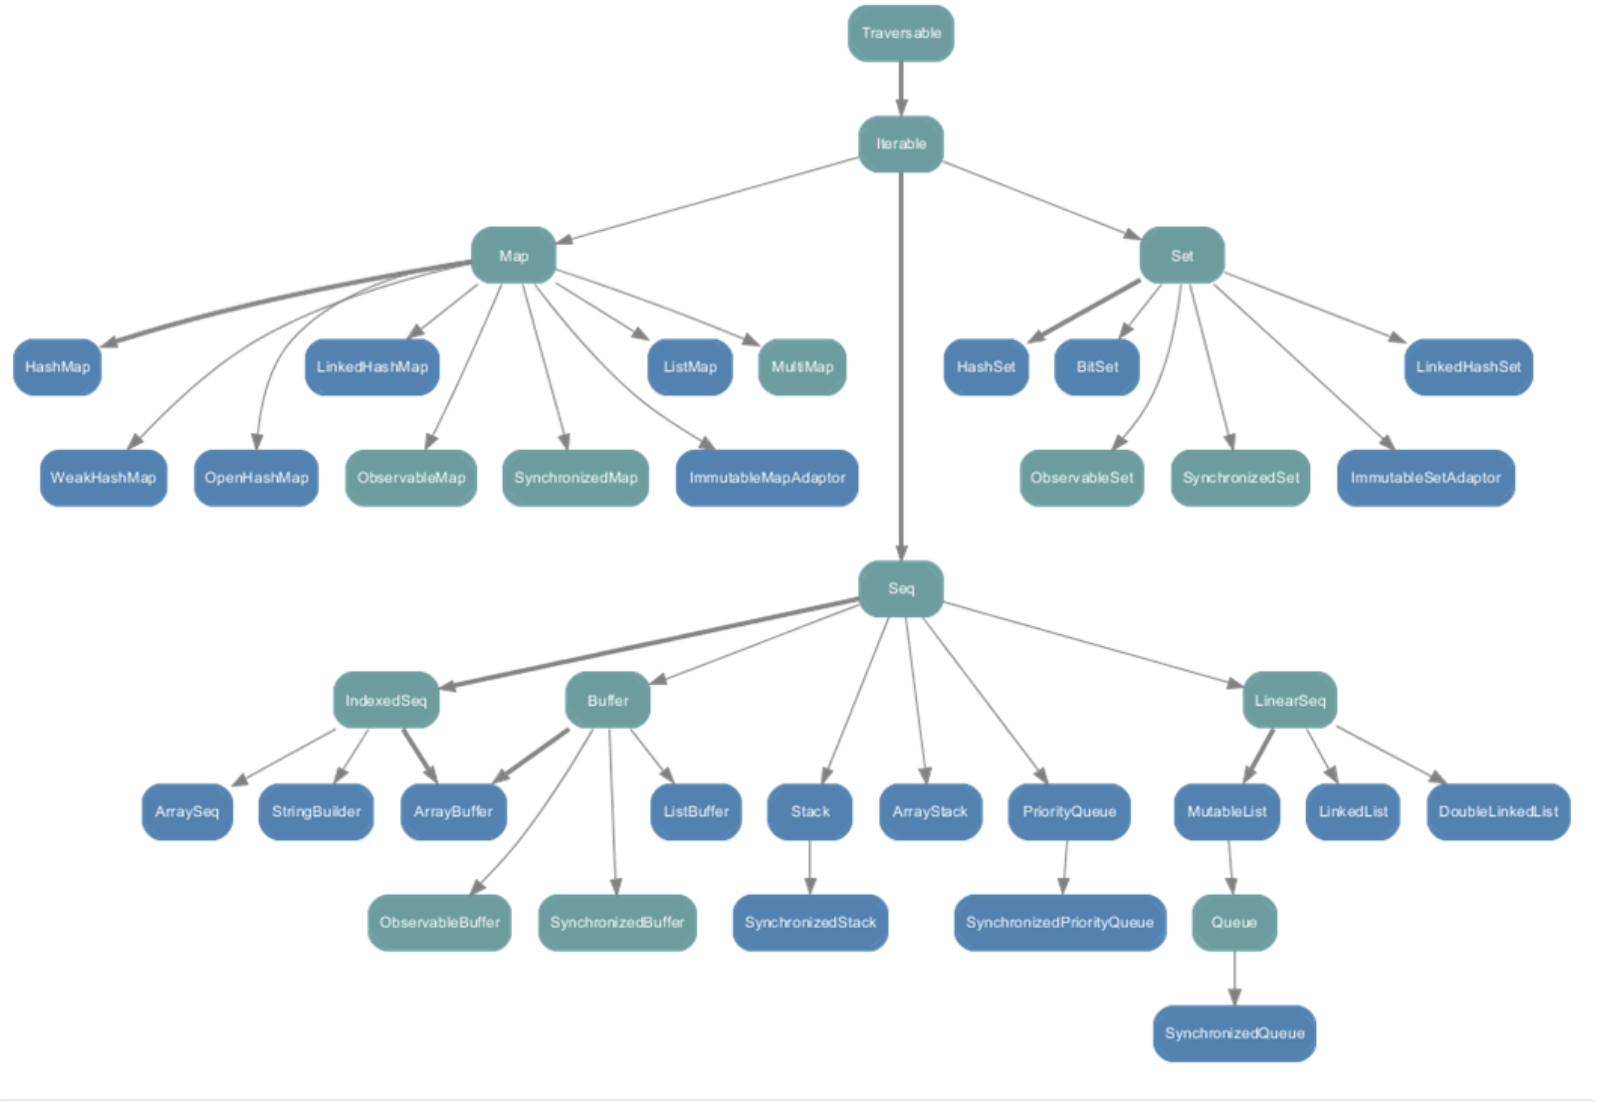 Traversable
Iterable
Map
Set
HashMap
LinkedHashMap
ListMap
MultiMap
HashSet
BitSet
LinkedHashSet
WeakHashMap
OpenHashMap
ObservableMap
SynchronizedMap
ImmutableMapAdaptor
ObservableSet
SynchronizedSet
ImmutableSetAdaptor
Seq
IndexedSeq
Buffer
LinearSeq
ArraySeq
StringBuilder
ArrayBuffer
ListBuffer
Stack
ArrayStack
PriorityQueue
MutableList
LinkedList
DoubleLinkedList
ObservableBuffer
SynchronizedBuffer
SynchronizedStack
SynchronizedPriorityQueue
Queue
SynchronizedQueue